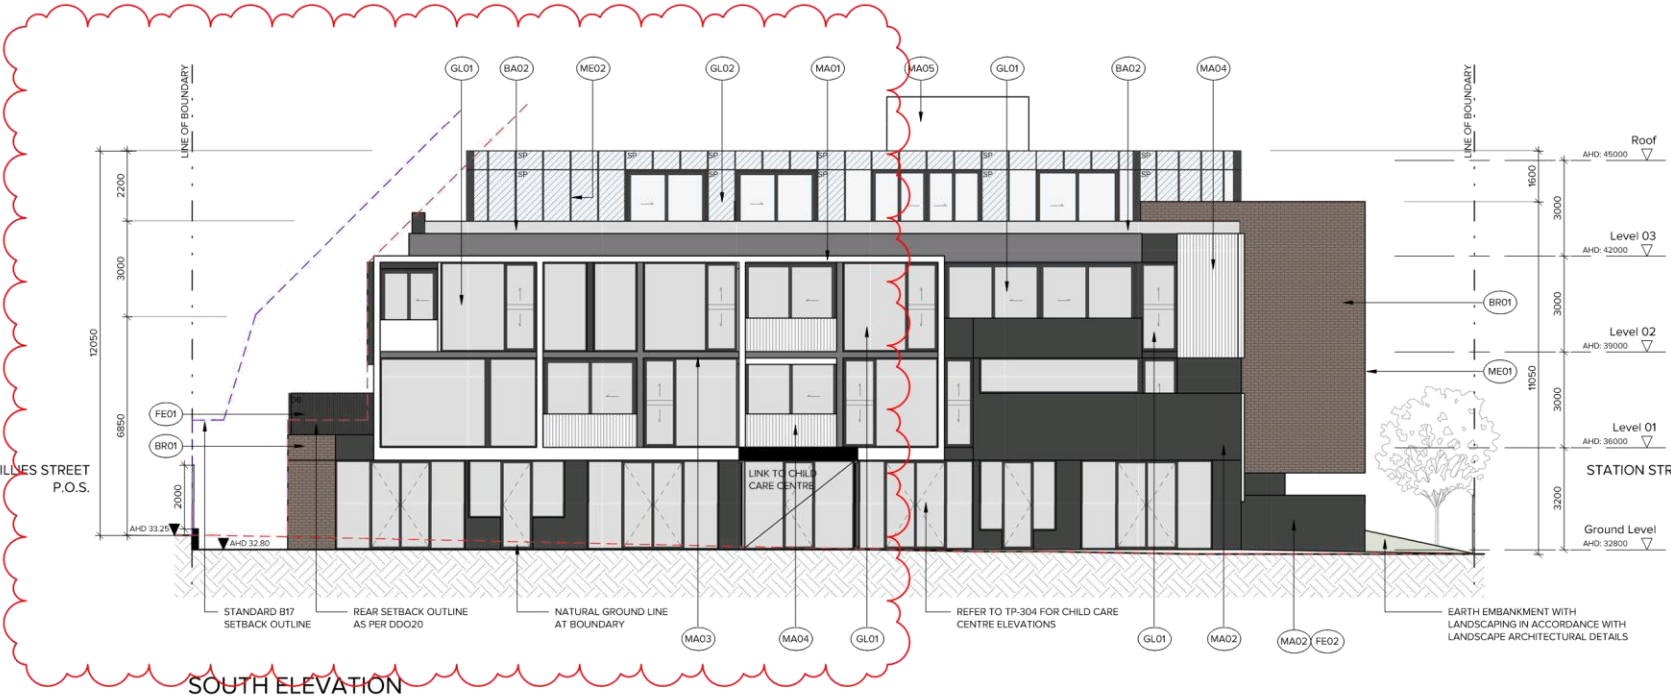 GL01
BA02
ME02
GL02
MA01
MA05
GL01
BA02
MA04
LINE OF BOUNDARY
LINE OF BOUNDARY
SP
SP
SP
SP
SP
SP
SP
SP
SP
Roof
AHD: 45000
2200
1600
3000
Level 03
AHD: 42000
3000
3000
BR01
Level 02
AHD: 39000
12050
11050
ME01
3000
FE01
6850
BR01
Level 01
AHD: 36000
LLIES STREET
P.O.S.
LINK TO CHILD
CARE CENTRE
STATION STR
2000
3200
AHD 33.25
AHD 32.80
Ground Level
AHD: 32800
STANDARD B17
SETBACK OUTLINE
REAR SETBACK OUTLINE
AS PER DDO20
NATURAL GROUND LINE
AT BOUNDARY
REFER TO TP-304 FOR CHILD CARE
CENTRE ELEVATIONS
EARTH EMBANKMENT WITH
LANDSCAPING IN ACCORDANCE WITH
LANDSCAPE ARCHITECTURAL DETAILS
MA03
MA04
GL01
GL01
MA02
MA02
FE02
SOUTH ELEVATION